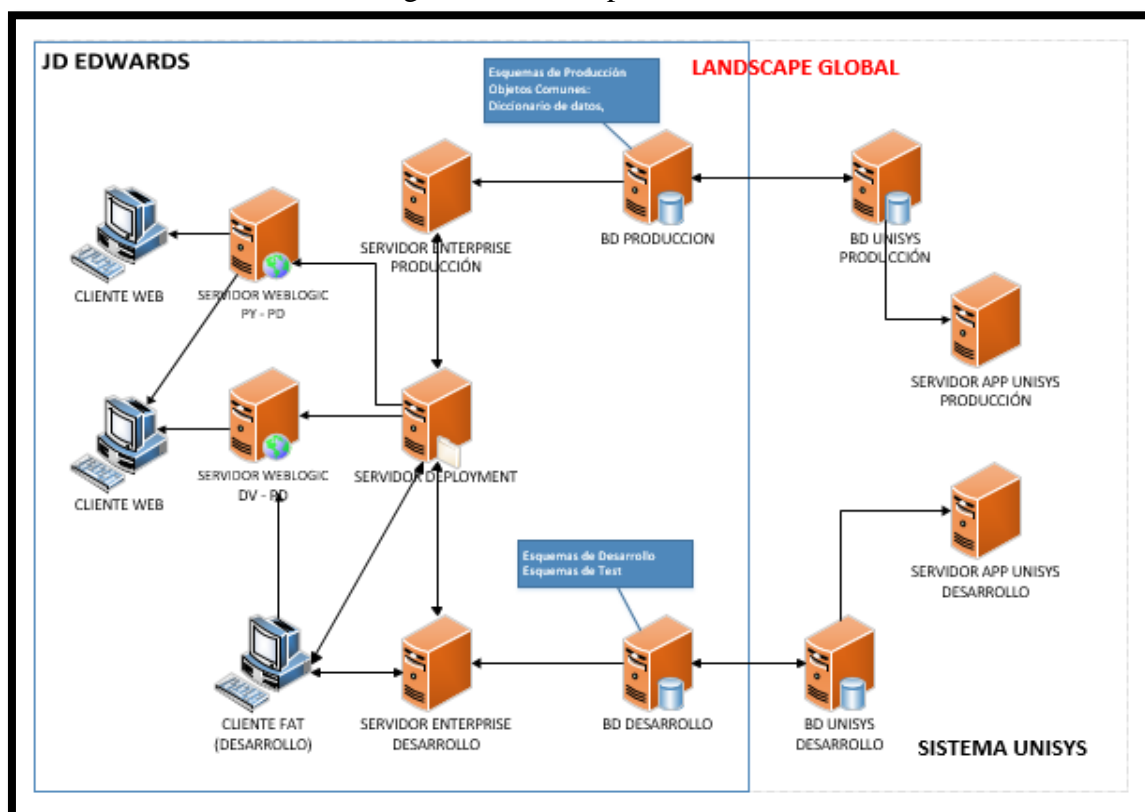 JD EDWARDS
LANDSCAPE GLOBAL
Esquemas de Producción
Objetos Comunes:
Diccionario de datos,
CLIENTE WEB
SERVIDOR WEBLOGIC
PY - PD
SERVIDOR ENTERPRISE
PRODUCCIÓN
BD PRODUCCION
BD UNISYS
PRODUCCIÓN
SERVIDOR APP UNISYS
PRODUCCIÓN
CLIENTE WEB
SERVIDOR WEBLOGIC
DV - PD
SERVIDOR DEPLOYMENT
Esquemas de Desarrollo
Esquemas de Test
SERVIDOR APP UNISYS
DESARROLLO
CLIENTE FAT
(DESARROLLO)
SERVIDOR ENTERPRISE
DESARROLLO
BD DESARROLLO
BD UNISYS
DESARROLLO
SISTEMA UNISYS